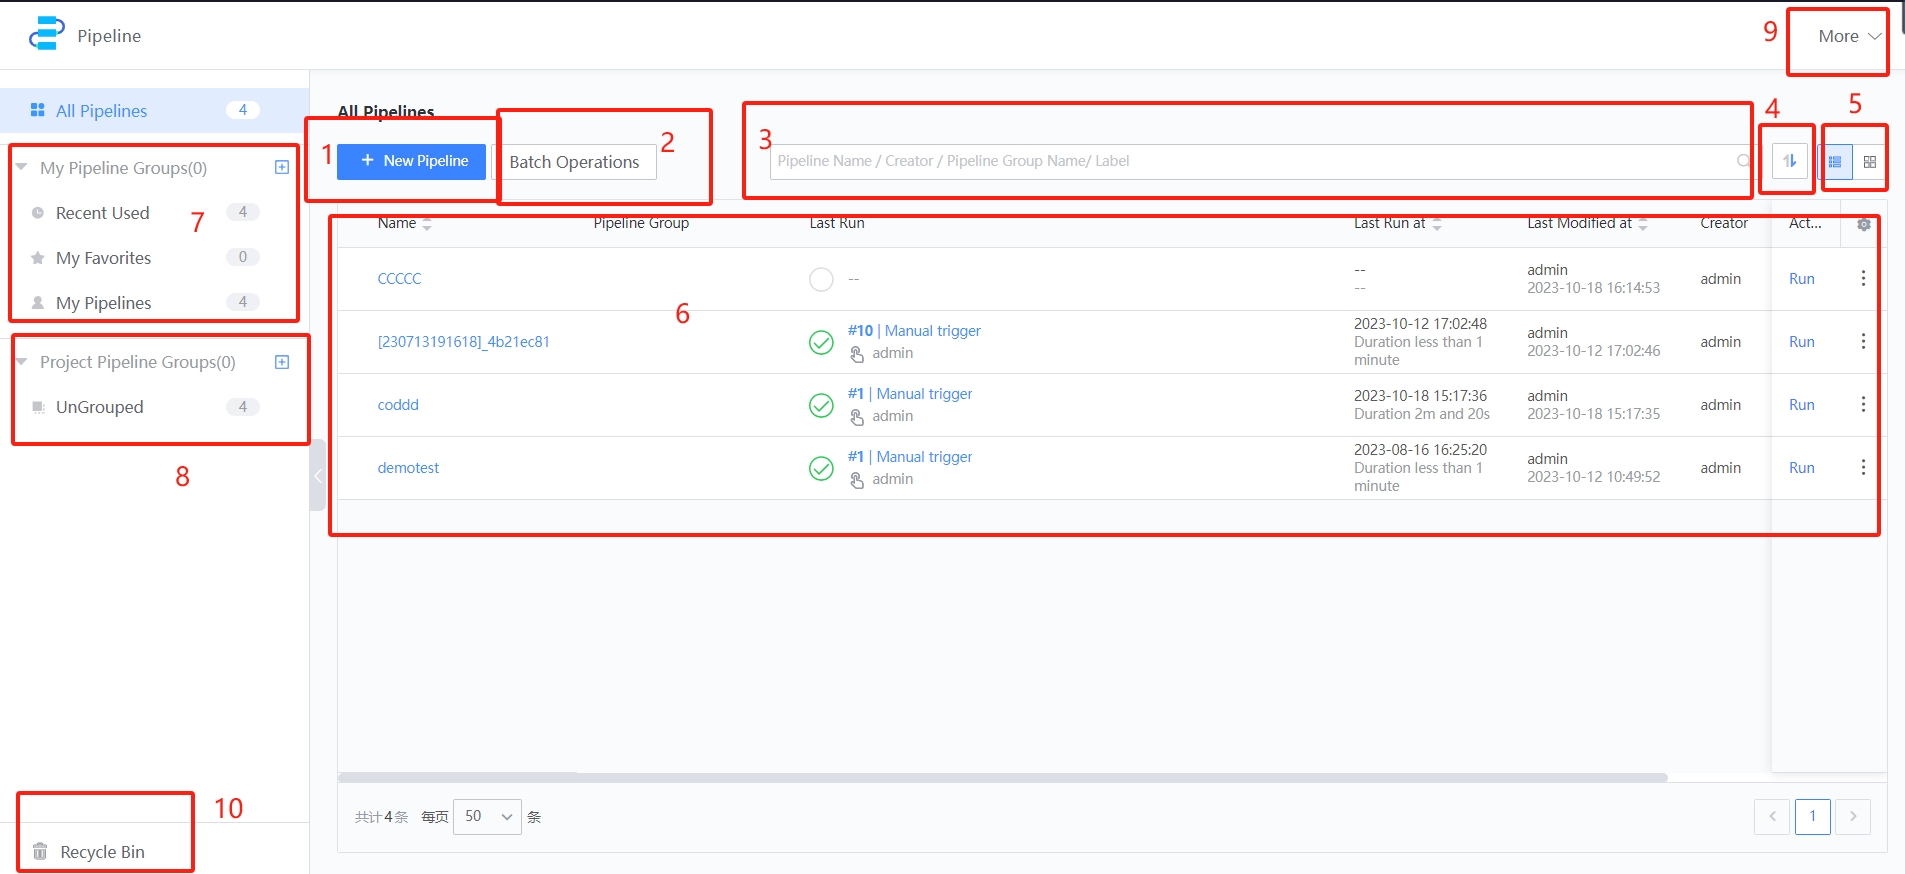 Pipeline
9
More
All Pipelines 4
My Pipeline Groups(0)
Recent Used 4
7
My Favorites 0
My Pipelines 4
Project Pipeline Groups(0)
UnGrouped 4
8
10
Recycle Bin
All Pipelines
1
New Pipeline
Batch Operations
2
3
Pipeline Name / Creator / Pipeline Group Name/ Label
4
5
Name Pipeline Group Last Run Last Run at Last Modified at Creator Act...
6
CCCCC -- -- -- admin 2023-10-18 16:14:53 admin Run
[230713191618]_4b21ec81 #10 | Manual trigger admin 2023-10-12 17:02:48 Duration less than 1 minute admin 2023-10-12 17:02:46 admin Run
coddd #1 | Manual trigger admin 2023-10-18 15:17:36 Duration 2m and 20s admin 2023-10-18 15:17:35 admin Run
demotest #1 | Manual trigger admin 2023-08-16 16:25:20 Duration less than 1 minute admin 2023-10-12 10:49:52 admin Run
共计4条 每页 50 条
1